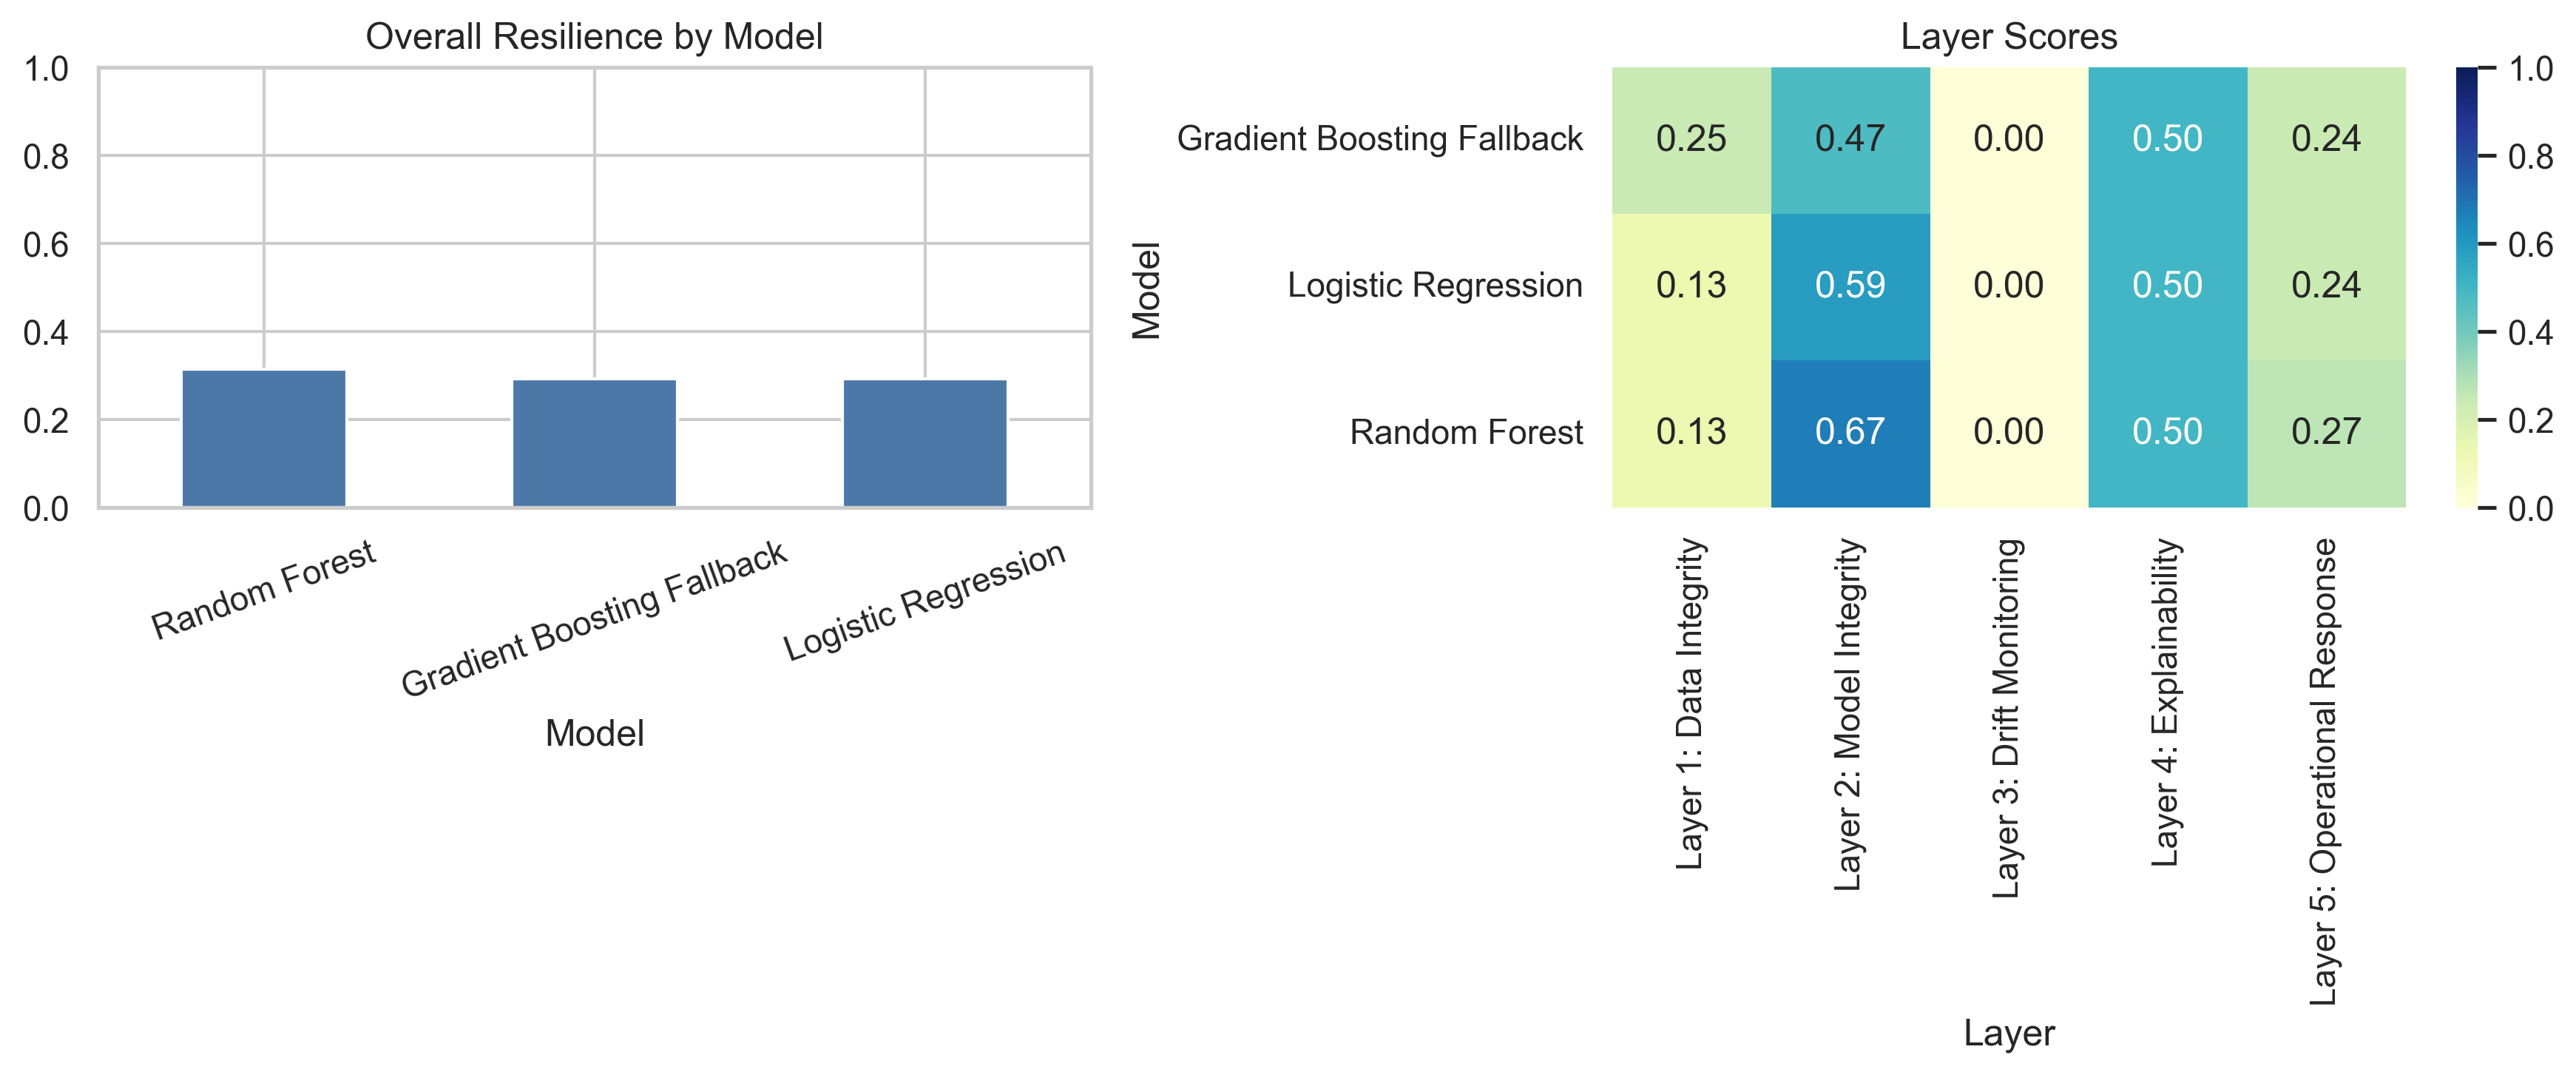 Overall Resilience by Model
1.0
0.8
0.6
0.4
0.2
0.0
Random Forest
Gradient Boosting Fallback
Logistic Regression
Model
Layer Scores
Model
Gradient Boosting Fallback
0.25 0.47 0.00 0.50 0.24
Logistic Regression
0.13 0.59 0.00 0.50 0.24
Random Forest
0.13 0.67 0.00 0.50 0.27
Layer 1: Data Integrity
Layer 2: Model Integrity
Layer 3: Drift Monitoring
Layer 4: Explainability
Layer 5: Operational Response
Layer
1.0
0.8
0.6
0.4
0.2
0.0